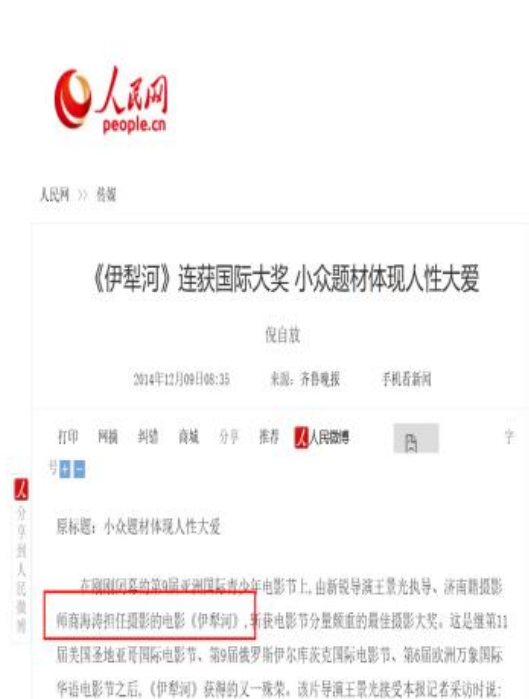 人民网
people.cn
人民网 >> 传媒
《伊犁河》连获国际大奖 小众题材体现人性大爱
倪自放
2014年12月09日08:35 来源：齐鲁晚报 手机看新闻
打印 网摘 纠错 商城 分享 推荐 人民微博 字
号
分享到人民微博
原标题：小众题材体现人性大爱
在刚刚闭幕的第9届亚洲国际青少年电影节上，由新锐导演王景光执导、济南籍摄影
师商海涛担任摄影的电影《伊犁河》，斩获电影节分量颇重的最佳摄影大奖。这是继第11
届美国圣地亚哥国际电影节、第9届俄罗斯伊尔库茨克国际电影节、第6届欧洲万象国际
华语电影节之后，《伊犁河》获得的又一殊荣。该片导演王景光接受本报记者采访时说：